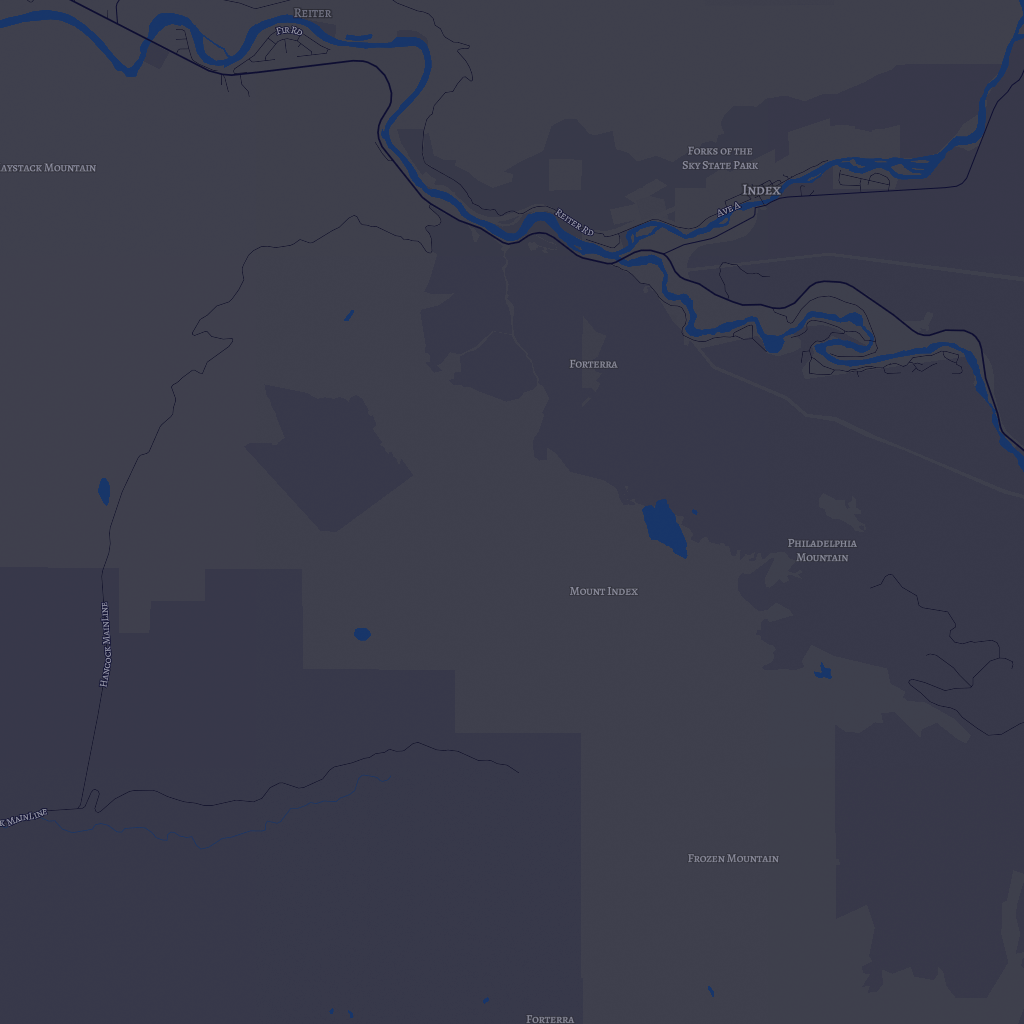 Reiter
Fir Rd
Forks of the
Sky State Park
aystack Mountain
Index
Ave A
Reiter Rd
Forterra
Philadelphia
Mountain
Mount Index
Hancock MainLine
k MainLine
Frozen Mountain
Forterra